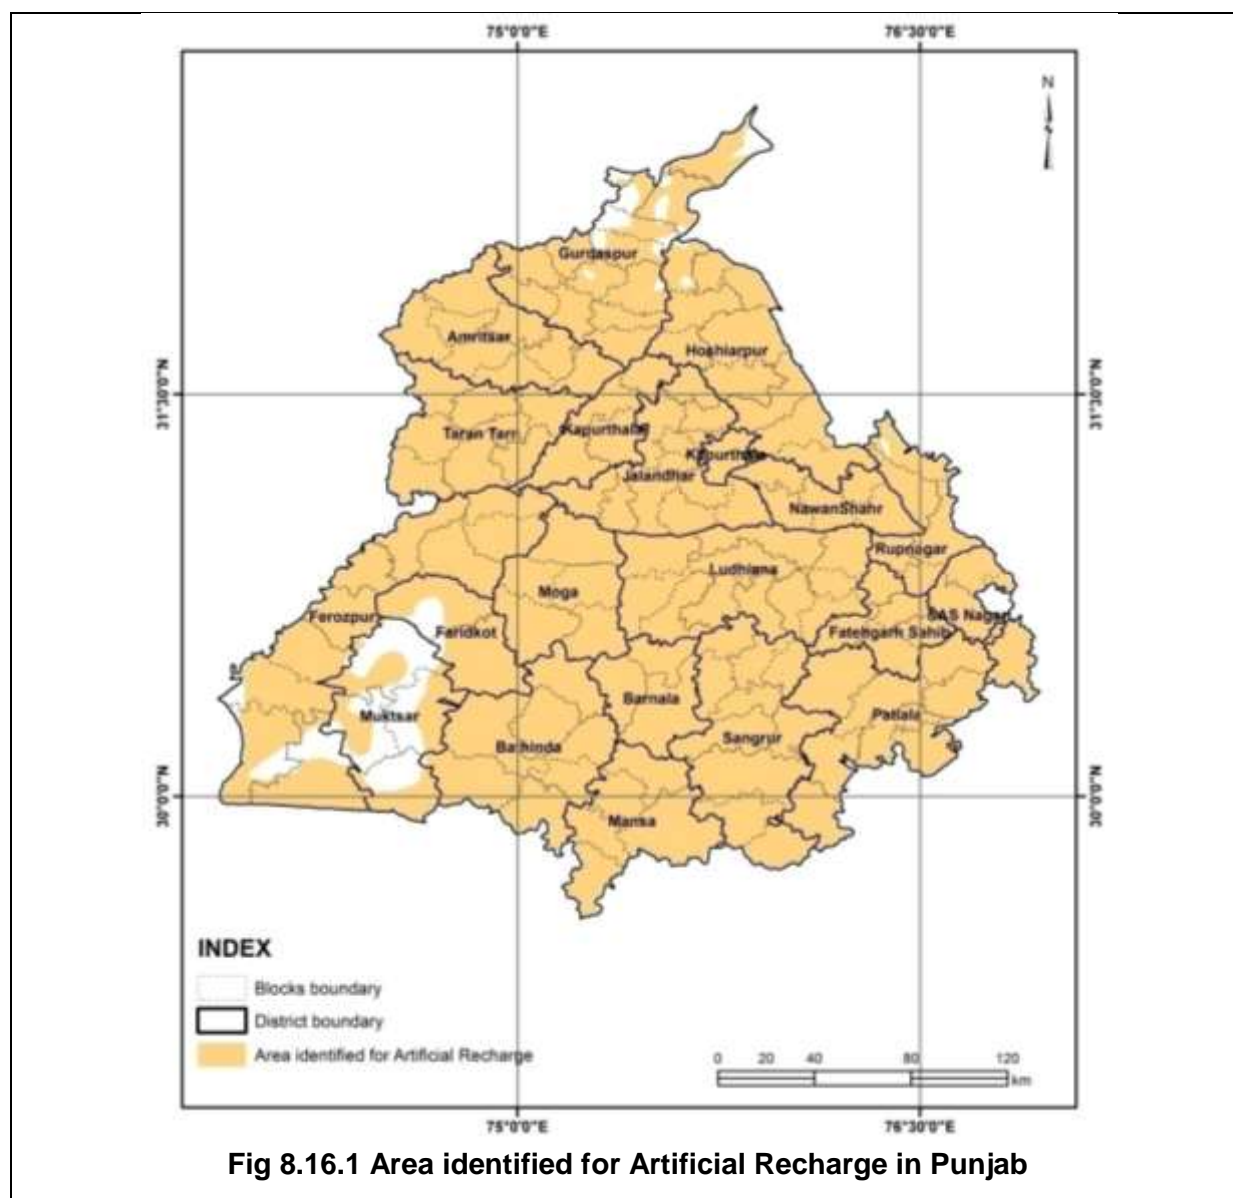 75°0'0"E 76°30'0"E
N
Gurdaspur
Amritsar
Hoshiarpur
31°30'0"N 31°30'0"N
Taran Tarn
Kapurthala
Kapurthala
Jalandhar
NawanShahr
Rupnagar
Ludhiana
Moga
Ferozpur
SAS Nagar
Faridkot
Fatehgarh Sahib
Barnala
Muktsar
Patiala
Sangrur
Bathinda
30°0'0"N 30°0'0"N
Mansa
INDEX
Blocks boundary
District boundary
Area identified for Artificial Recharge
0 20 40 80 120
km
75°0'0"E 76°30'0"E
Fig 8.16.1 Area identified for Artificial Recharge in Punjab